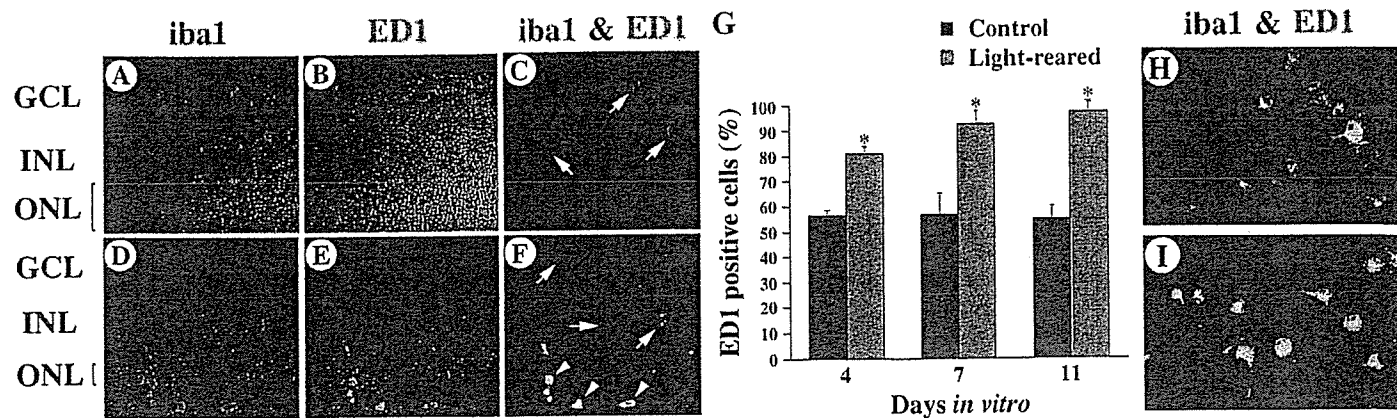 iba1 ED1 iba1 & ED1
A B C
GCL
INL
ONL
D E F
GCL
INL
ONL
G
Control
Light-reared
ED1 positive cells (%)
100
90
80
70
60
50
40
30
20
10
0
* * *
4 7 11
Days in vitro
iba1 & ED1
H
I